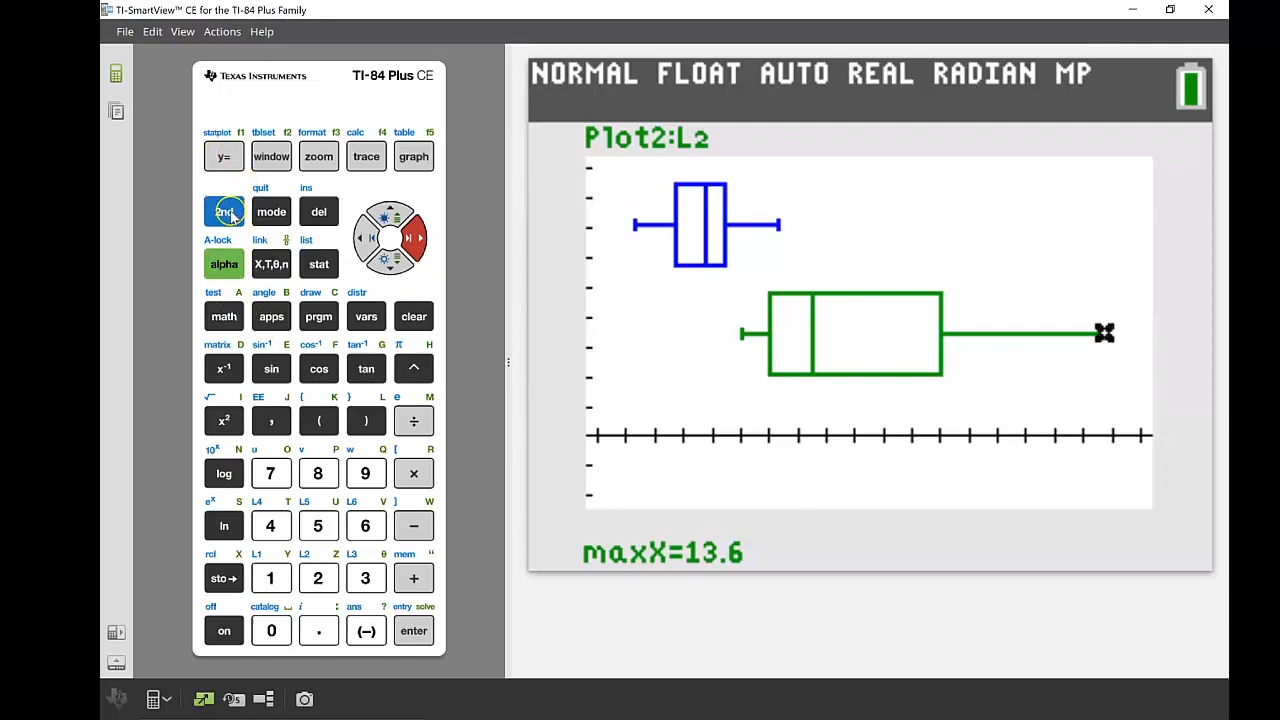 TI-SmartView™ CE for the TI-84 Plus Family
File Edit View Actions Help
TEXAS INSTRUMENTS TI-84 Plus CE
statplot f1 tblset f2 format f3 calc f4 table f5
y= window zoom trace graph
quit ins
2nd mode del
A-lock link list
alpha X,T,θ,n stat
test A angle B draw C distr
math apps prgm vars clear
matrix D sin⁻¹ E cos⁻¹ F tan⁻¹ G π H
x⁻¹ sin cos tan ^
√ I EE J { K } L e M
x² , ( ) ÷
10ˣ N u O v P w Q [ R
log 7 8 9 ×
eˣ S L4 T L5 U L6 V ] W
ln 4 5 6 −
rcl X L1 Y L2 Z L3 θ mem "
sto→ 1 2 3 +
off catalog ⎵ i : ans ? entry solve
on 0 . (−) enter
NORMAL FLOAT AUTO REAL RADIAN MP
Plot2:L2
maxX=13.6